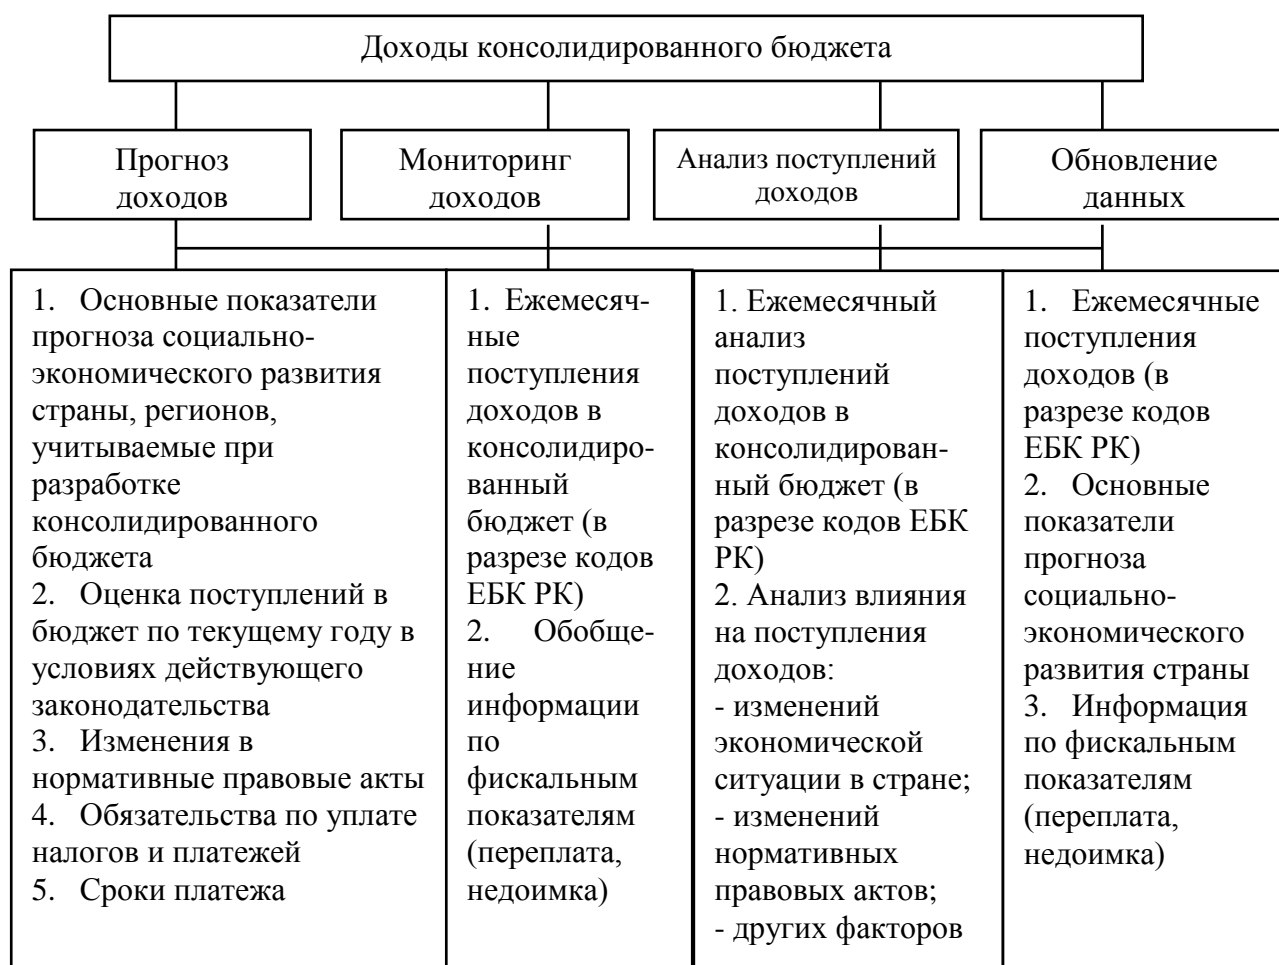 Доходы консолидированного бюджета
Прогноз
доходов
Мониторинг
доходов
Анализ поступлений
доходов
Обновление
данных
1. Основные показатели
прогноза социально-
экономического развития
страны, регионов,
учитываемые при
разработке
консолидированного
бюджета
2. Оценка поступлений в
бюджет по текущему году в
условиях действующего
законодательства
3. Изменения в
нормативные правовые акты
4. Обязательства по уплате
налогов и платежей
5. Сроки платежа
1. Ежемесяч-
ные
поступления
доходов в
консолидиро-
ванный
бюджет (в
разрезе кодов
ЕБК РК)
2. Обобще-
ние
информации
по
фискальным
показателям
(переплата,
недоимка)
1. Ежемесячный
анализ
поступлений
доходов в
консолидирован-
ный бюджет (в
разрезе кодов ЕБК
РК)
2. Анализ влияния
на поступления
доходов:
- изменений
экономической
ситуации в стране;
- изменений
нормативных
правовых актов;
- других факторов
1. Ежемесячные
поступления
доходов (в
разрезе кодов
ЕБК РК)
2. Основные
показатели
прогноза
социально-
экономического
развития страны
3. Информация
по фискальным
показателям
(переплата,
недоимка)